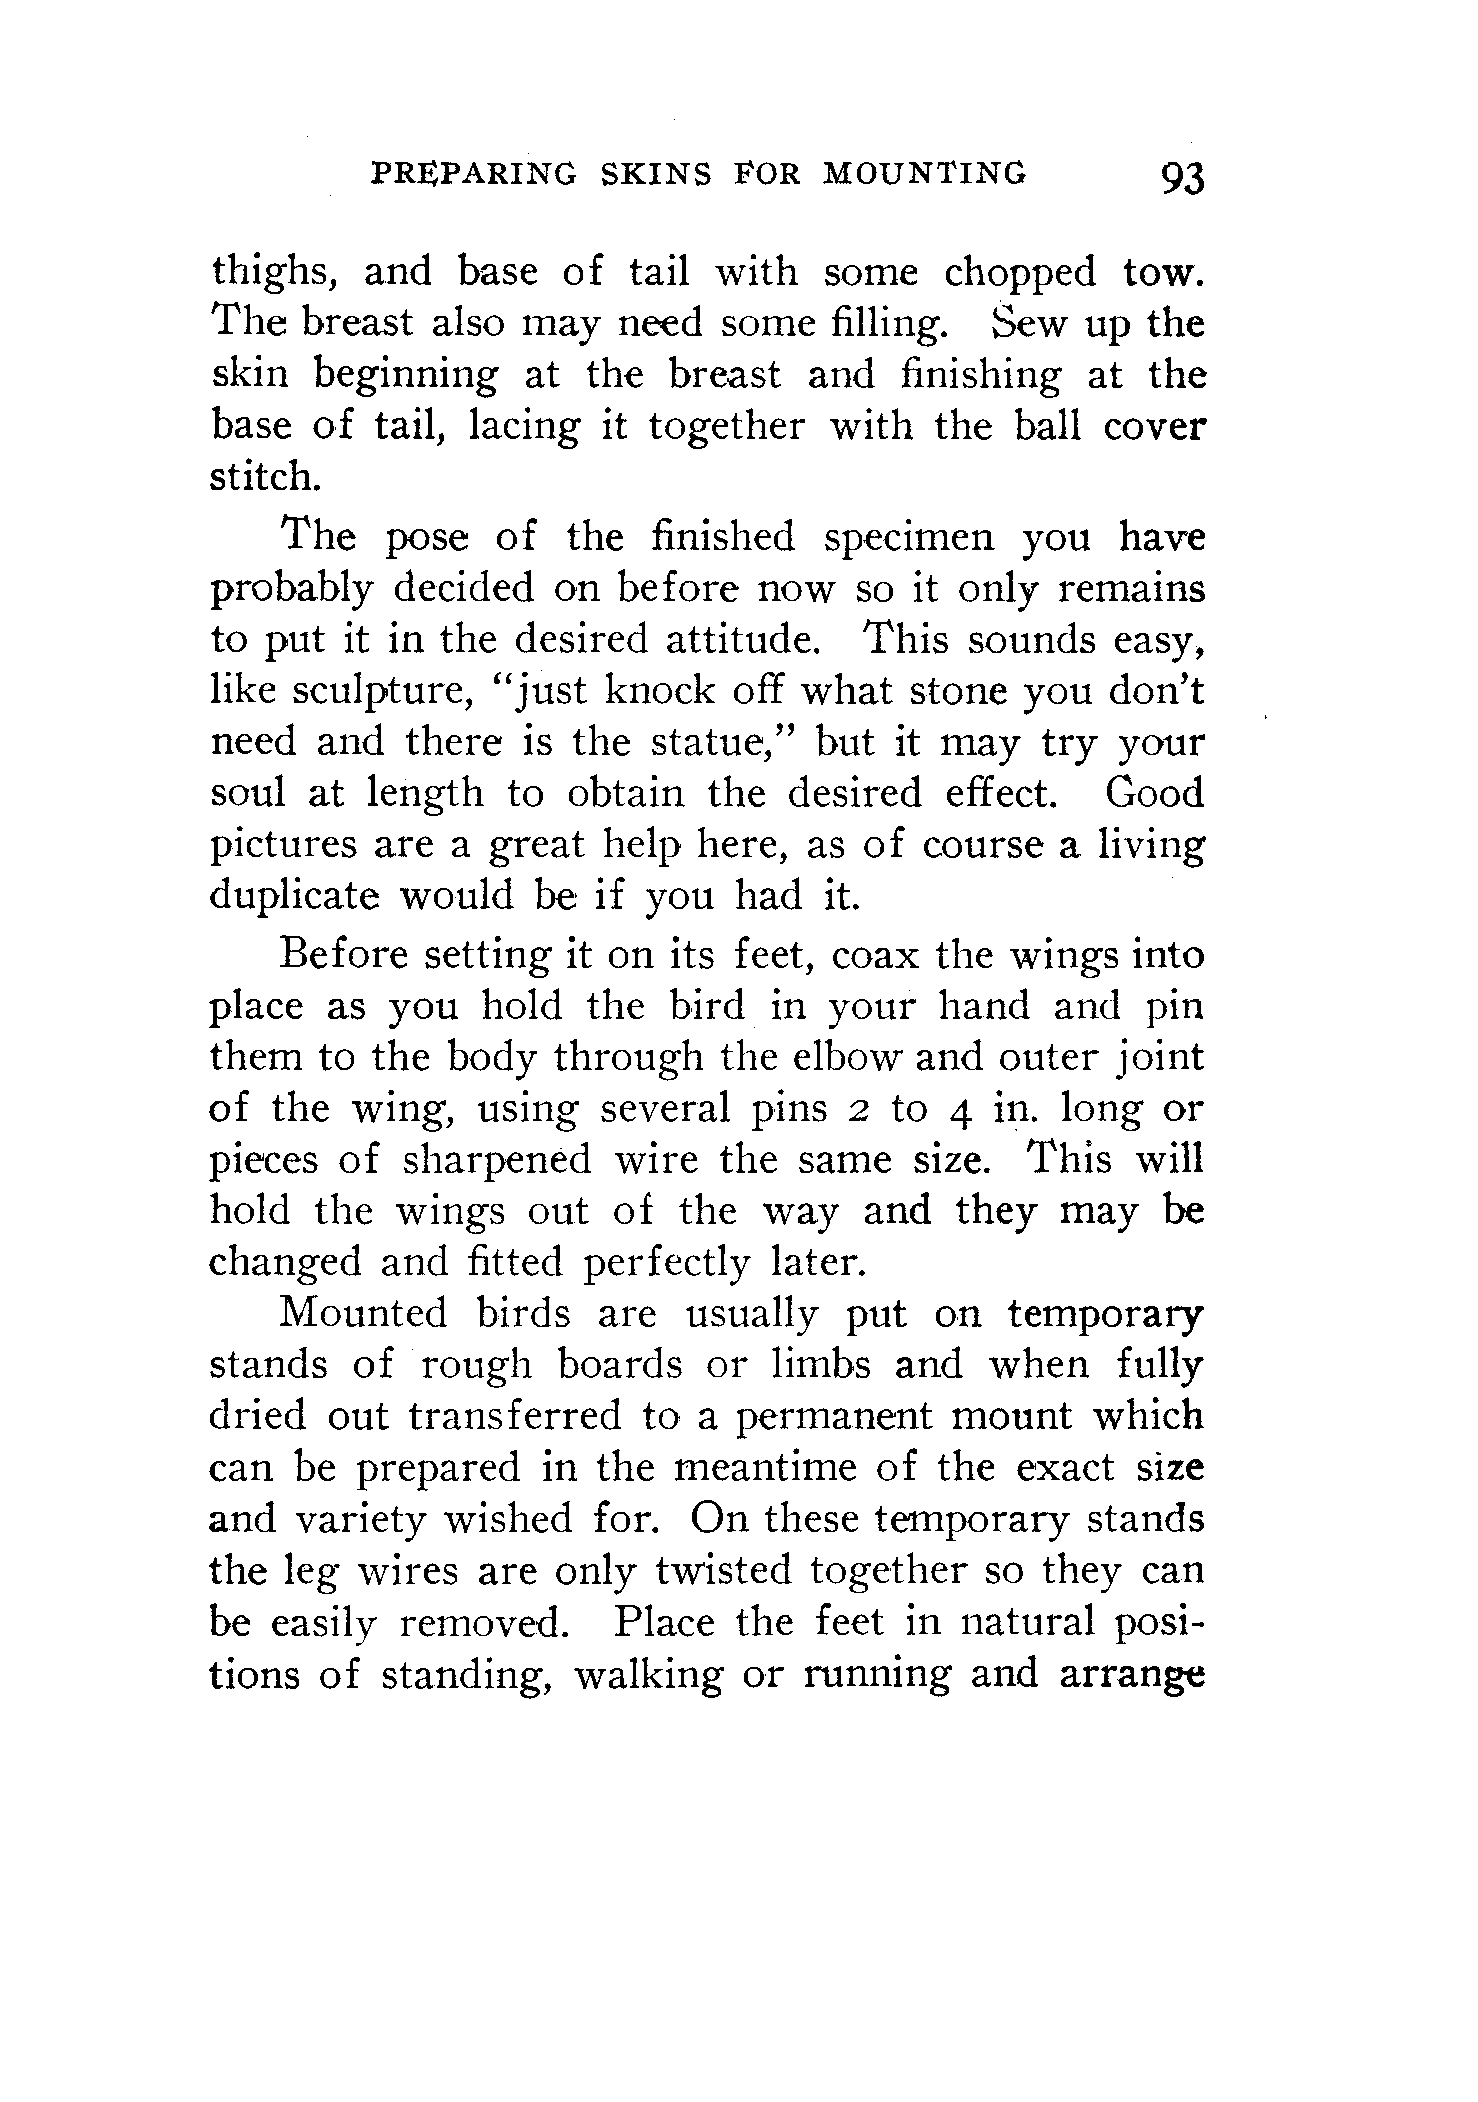 PREPARING SKINS FOR MOUNTING 93
thighs, and base of tail with some chopped tow.
The breast also may need some filling. Sew up the
skin beginning at the breast and finishing at the
base of tail, lacing it together with the ball cover
stitch.
The pose of the finished specimen you have
probably decided on before now so it only remains
to put it in the desired attitude. This sounds easy,
like sculpture, "just knock off what stone you don't
need and there is the statue," but it may try your
soul at length to obtain the desired effect. Good
pictures are a great help here, as of course a living
duplicate would be if you had it.
Before setting it on its feet, coax the wings into
place as you hold the bird in your hand and pin
them to the body through the elbow and outer joint
of the wing, using several pins 2 to 4 in. long or
pieces of sharpened wire the same size. This will
hold the wings out of the way and they may be
changed and fitted perfectly later.
Mounted birds are usually put on temporary
stands of rough boards or limbs and when fully
dried out transferred to a permanent mount which
can be prepared in the meantime of the exact size
and variety wished for. On these temporary stands
the leg wires are only twisted together so they can
be easily removed. Place the feet in natural posi-
tions of standing, walking or running and arrange